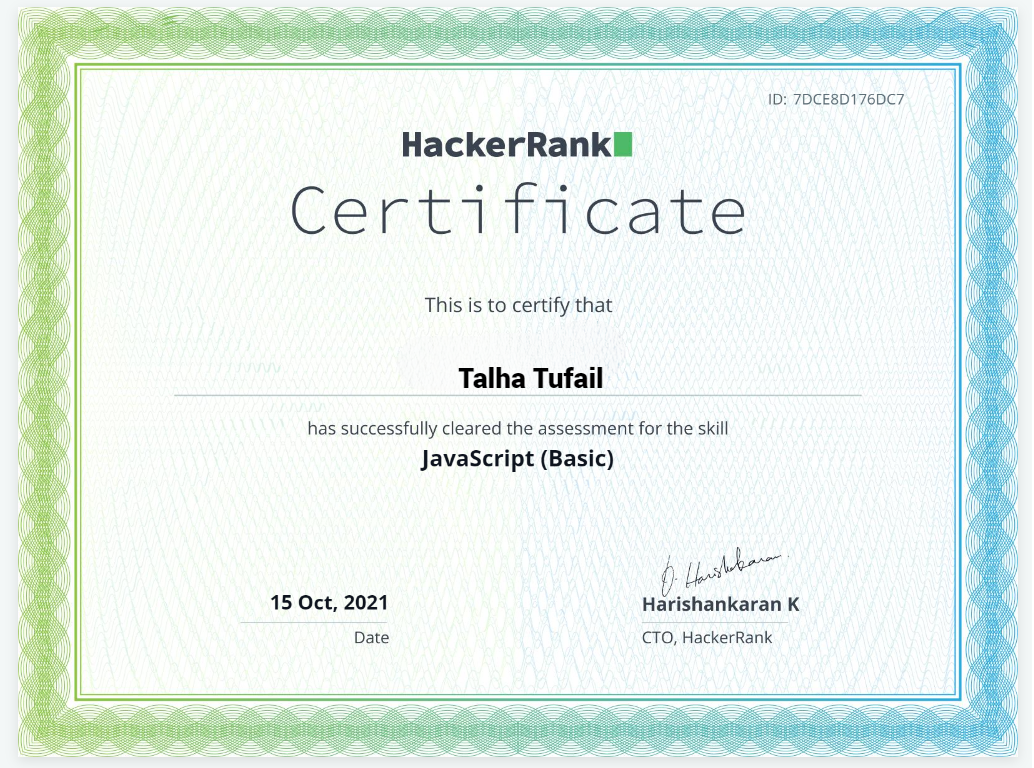 ID: 7DCE8D176DC7
HackerRank
Certificate
This is to certify that
Talha Tufail
has successfully cleared the assessment for the skill
JavaScript (Basic)
D. Harishankaran
15 Oct, 2021
Harishankaran K
Date
CTO, HackerRank